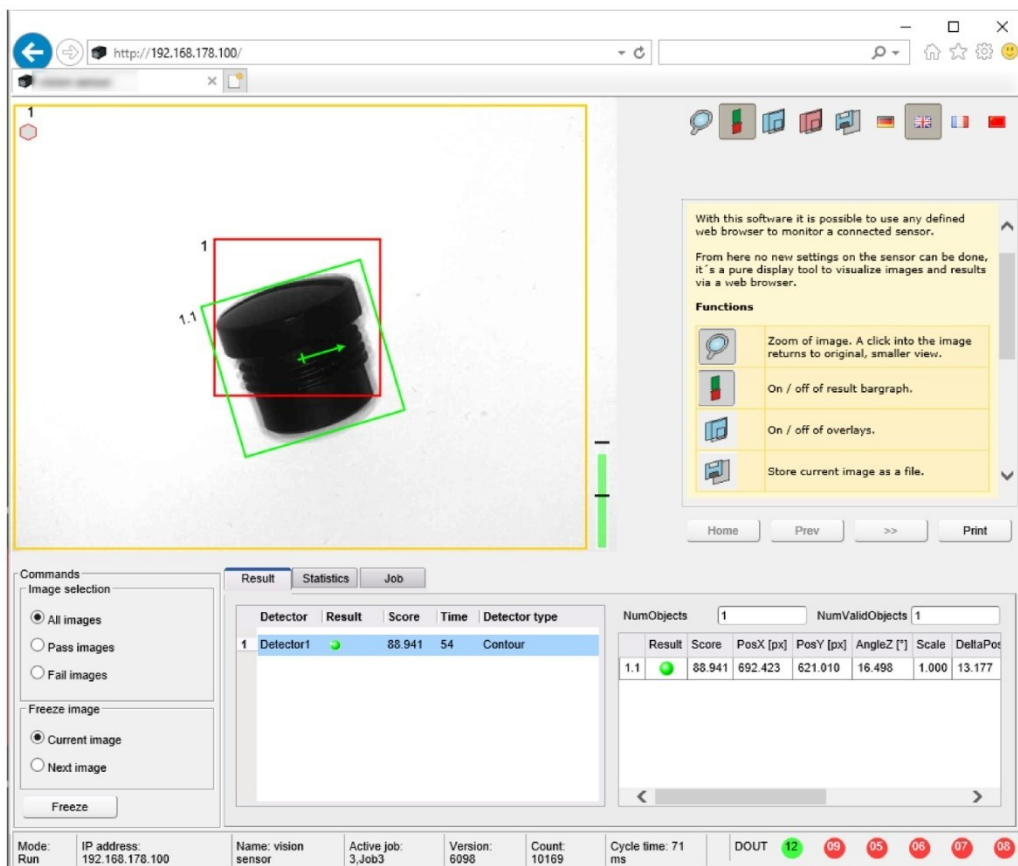 http://192.168.178.100/
1
1
1.1
With this software it is possible to use any defined
web browser to monitor a connected sensor.
From here no new settings on the sensor can be done,
it´s a pure display tool to visualize images and results
via a web browser.
Functions
Zoom of image. A click into the image
returns to original, smaller view.
On / off of result bargraph.
On / off of overlays.
Store current image as a file.
Home Prev >> Print
Commands
Image selection
All images
Pass images
Fail images
Freeze image
Current image
Next image
Freeze
Result Statistics Job
Detector Result Score Time Detector type
1 Detector1 88.941 54 Contour
NumObjects 1 NumValidObjects 1
Result Score PosX [px] PosY [px] AngleZ [°] Scale DeltaPos
1.1 88.941 692.423 621.010 16.498 1.000 13.177
Mode: Run
IP address: 192.168.178.100
Name: vision sensor
Active job: 3,Job3
Version: 6098
Count: 10169
Cycle time: 71 ms
DOUT 12 09 05 06 07 08